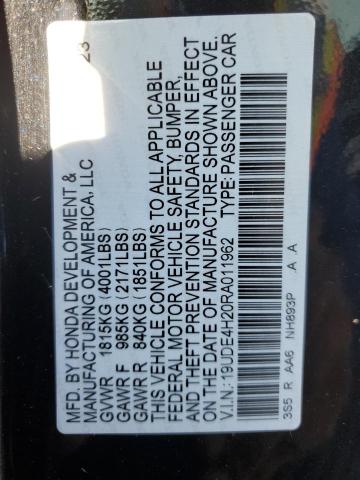 MFD. BY HONDA DEVELOPMENT & 23
MANUFACTURING OF AMERICA, LLC
GVWR 1815KG (4001LBS)
GAWR F 985KG (2171LBS)
GAWR R 840KG (1851LBS)
THIS VEHICLE CONFORMS TO ALL APPLICABLE
FEDERAL MOTOR VEHICLE SAFETY, BUMPER,
AND THEFT PREVENTION STANDARDS IN EFFECT
ON THE DATE OF MANUFACTURE SHOWN ABOVE.
V.I.N.: 19UDE4H20RA011962 TYPE: PASSENGER CAR
3S5 R AA6 NH893P .A .A